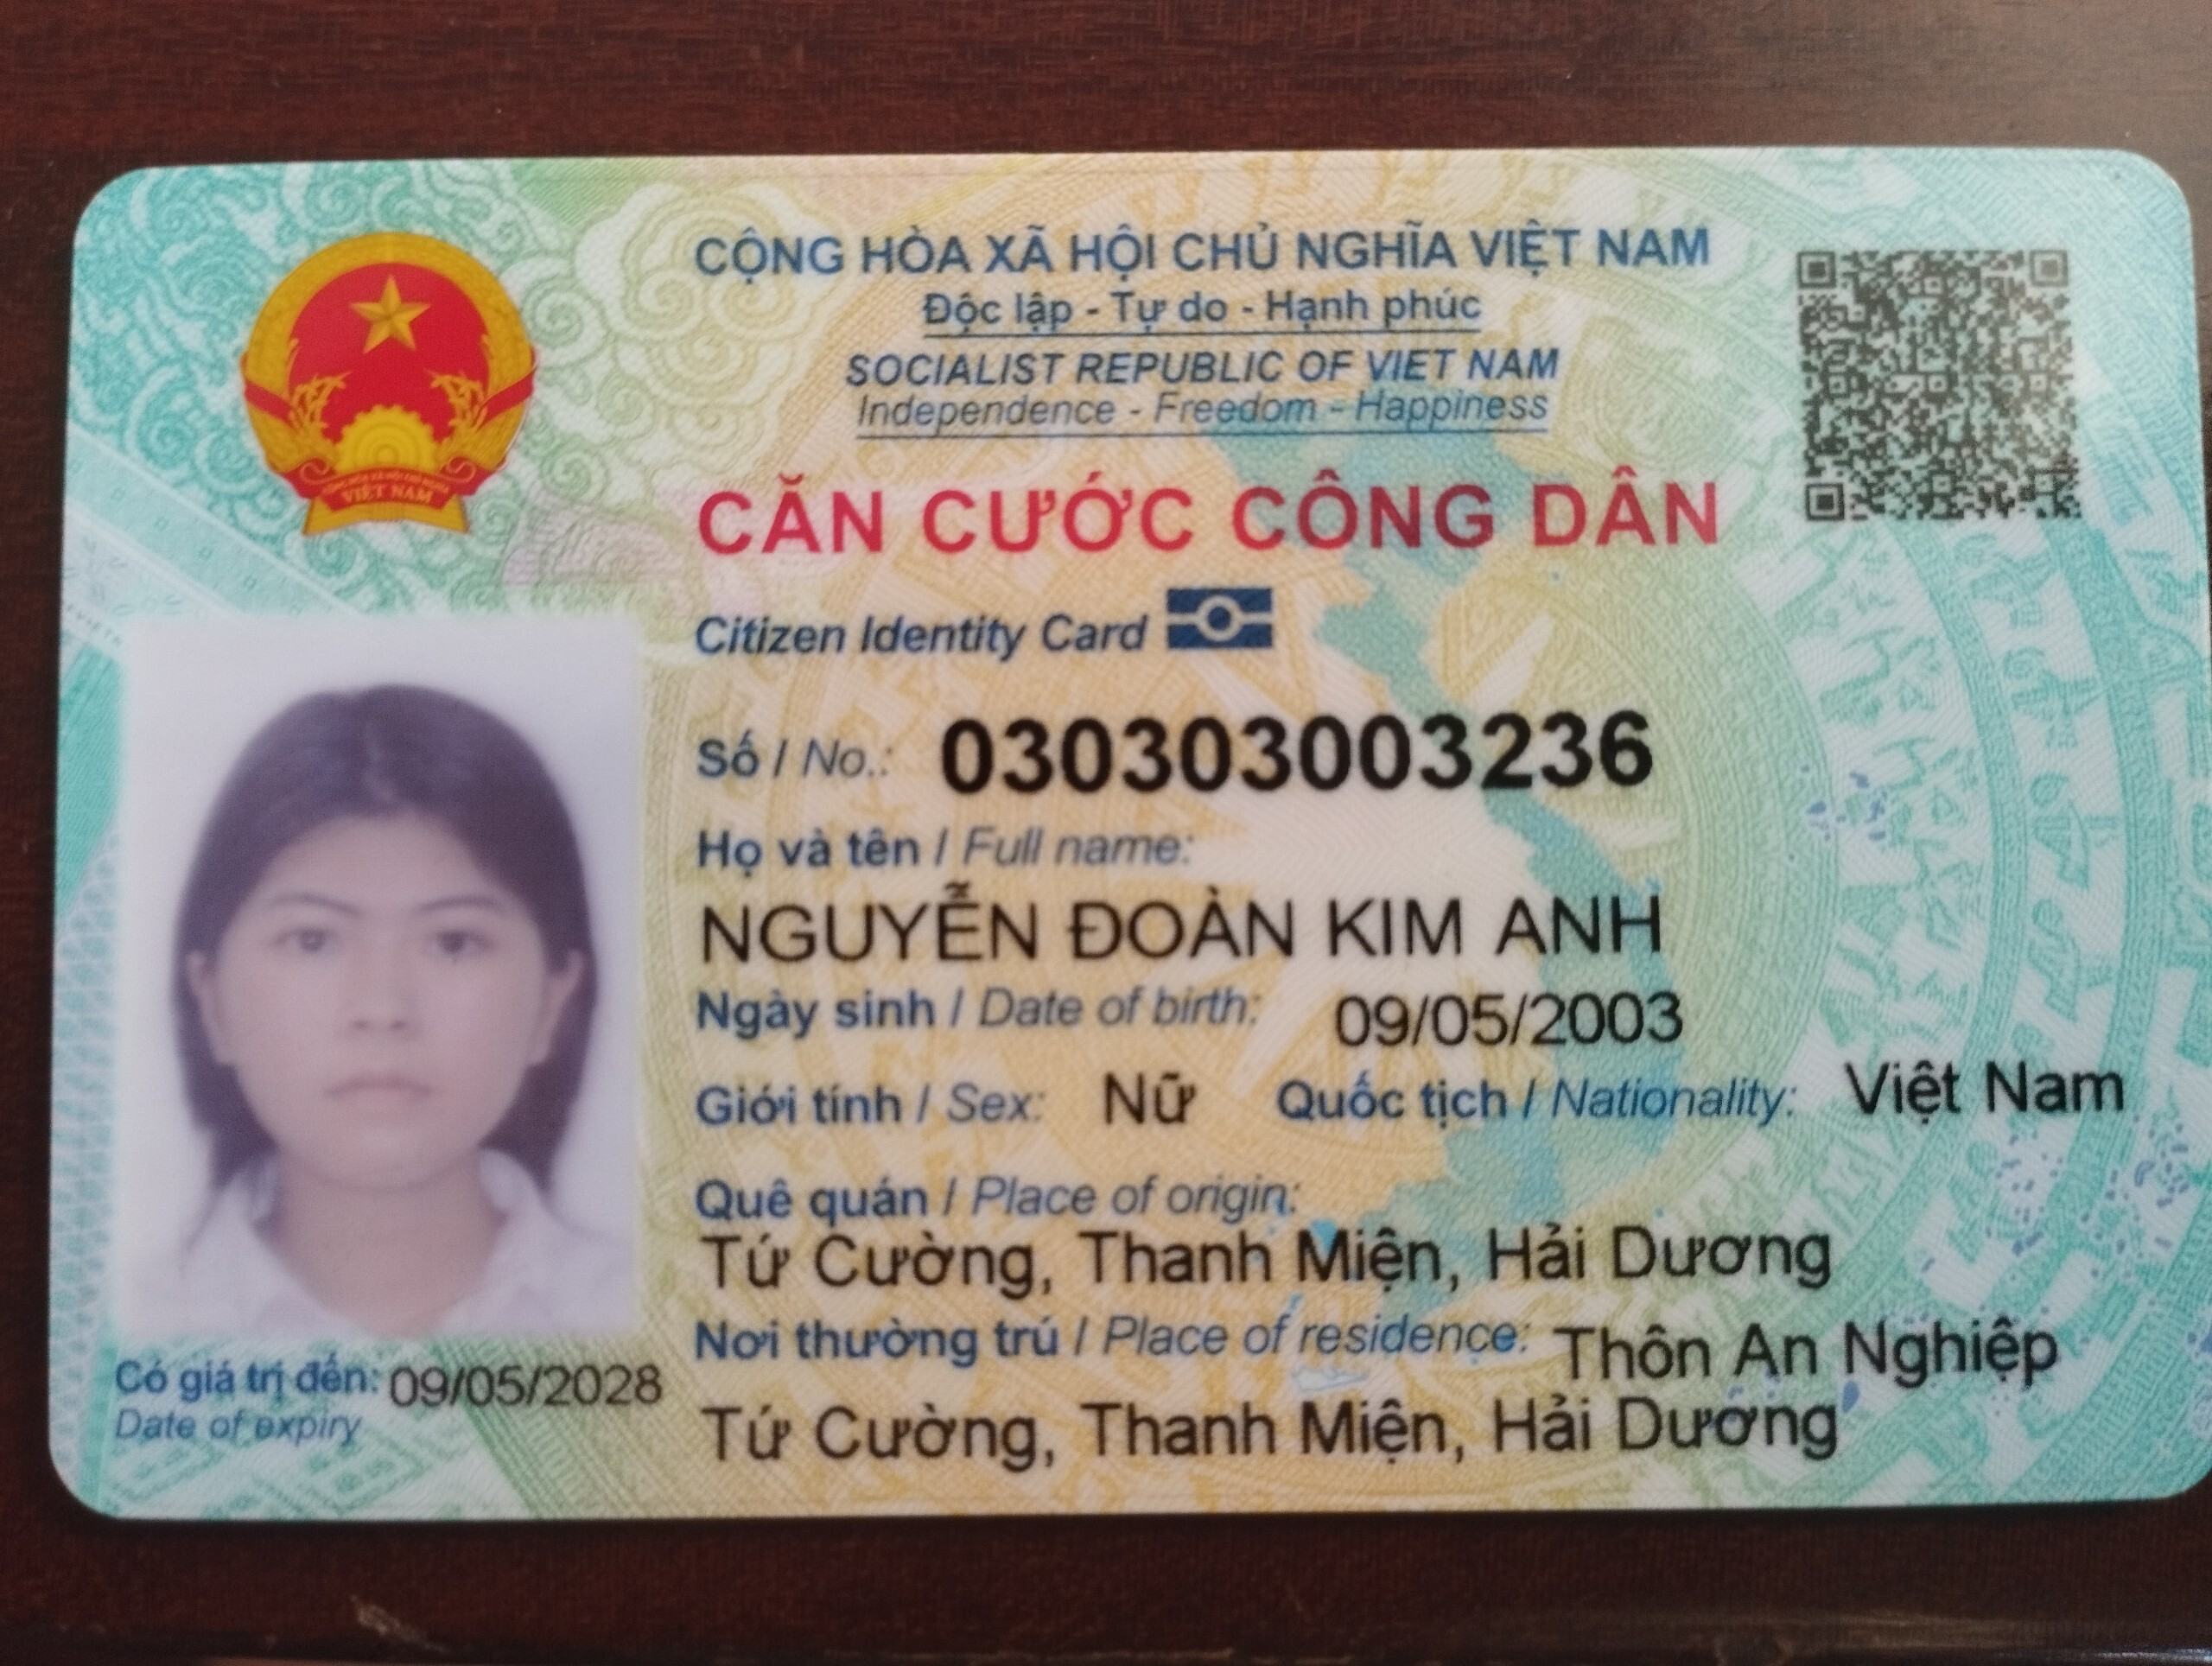 CỘNG HÒA XÃ HỘI CHỦ NGHĨA VIỆT NAM
Độc lập - Tự do - Hạnh phúc
SOCIALIST REPUBLIC OF VIET NAM
Independence - Freedom - Happiness
CĂN CƯỚC CÔNG DÂN
Citizen Identity Card
Số / No.: 030303003236
Họ và tên / Full name:
NGUYỄN ĐOÀN KIM ANH
Ngày sinh / Date of birth: 09/05/2003
Giới tính / Sex: Nữ Quốc tịch / Nationality: Việt Nam
Quê quán / Place of origin:
Tứ Cường, Thanh Miện, Hải Dương
Nơi thường trú / Place of residence: Thôn An Nghiệp
Tứ Cường, Thanh Miện, Hải Dương
Có giá trị đến: 09/05/2028
Date of expiry
VIỆT NAM